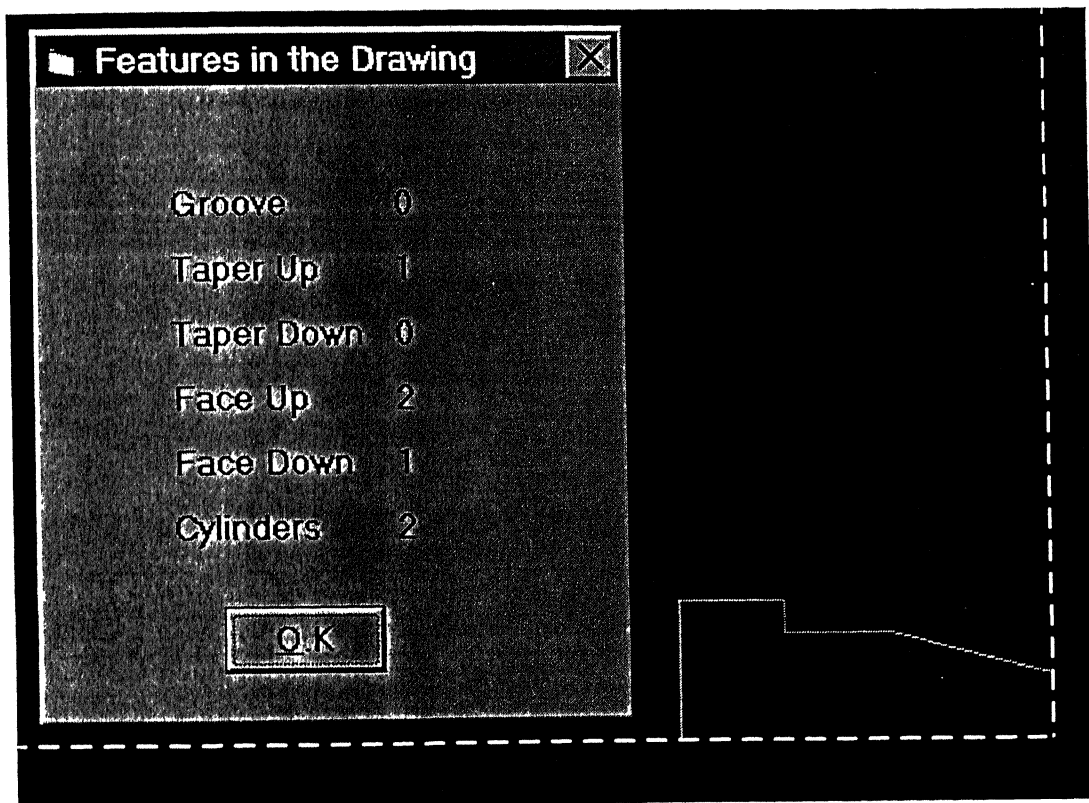 Features in the Drawing
Groove 0
Taper Up 1
Taper Down 0
Face Up 2
Face Down 1
Cylinders 2
O.K